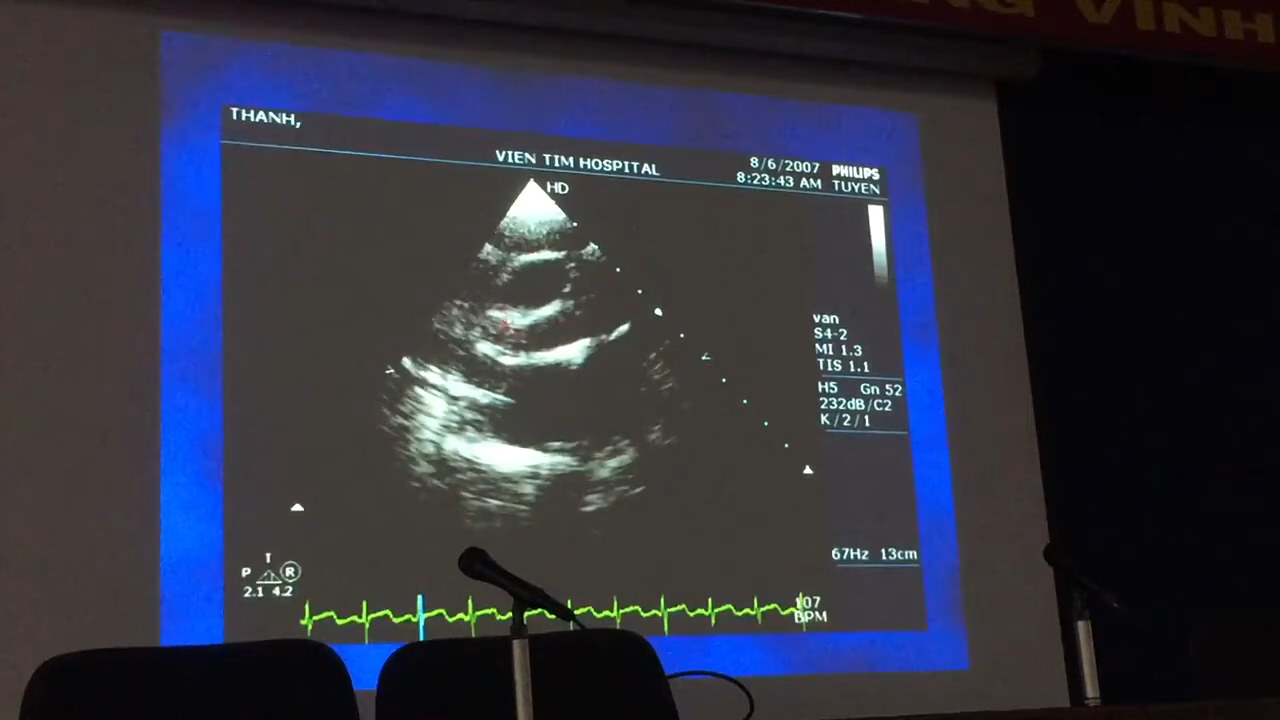 NG VINH
THANH,
VIEN TIM HOSPITAL
8/6/2007
8:23:43 AM
PHILIPS
TUYEN
HD
van
S4-2
MI 1.3
TIS 1.1
H5 Gn 52
232dB/C2
K/2/1
67Hz 13cm
T
P R
2.1 4.2
107
BPM